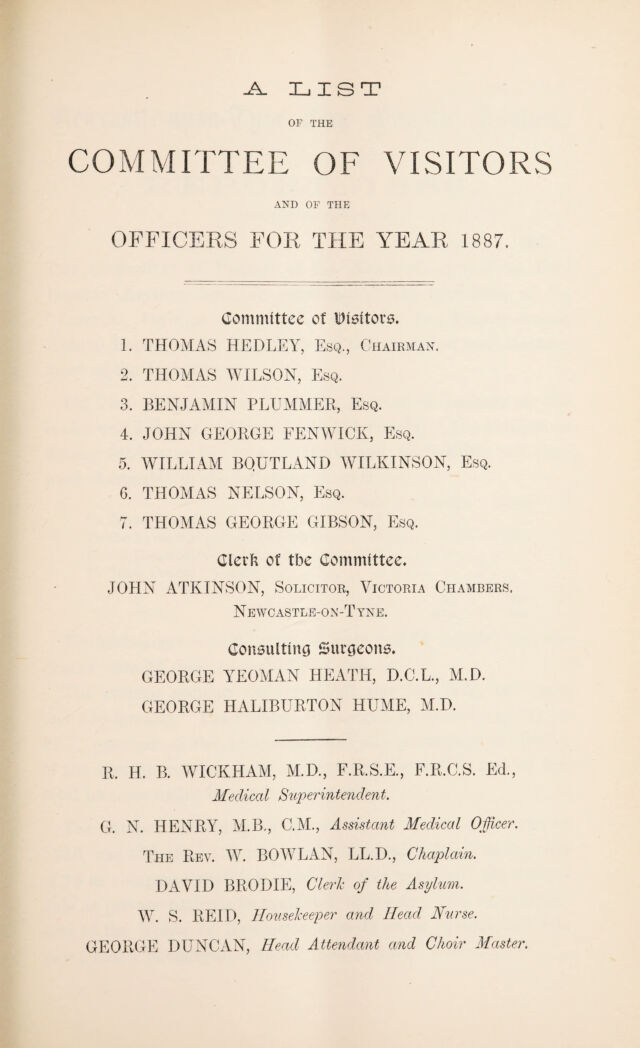 A LIST
OF THE
COMMITTEE OF VISITORS
AND OF THE
OFFICERS FOR THE YEAR 1887.
Committee of Visitors.
1. THOMAS HEDLEY, Esq., Chairman.
2. THOMAS WILSON, Esq.
3. BENJAMIN PLUMMER, Esq.
4. JOHN GEORGE FENWICK, Esq.
5. WILLIAM BOUTLAND WILKINSON, Esq.
6. THOMAS NELSON, Esq.
7. THOMAS GEORGE GIBSON, Esq.
Clerk of the Committee.
JOHN ATKINSON, Solicitor, Victoria Chambers,
Newcastle-on-Tyne.
Consulting Surgeons.
GEORGE YEOMAN HEATH, D.C.L., M.D.
GEORGE HALIBURTON HUME, M.D.
R. H. B. WICKHAM, M.D., F.R.S.E., F.R.C.S. Ed.,
Medical Superintendent.
G. N. HENRY, M.B., C.M., Assistant Medical Officer.
The Rev. W. BOWLAN, LL.D., Chaplain.
DAVID BRODIE, Clerk of the Asylum.
W. S. REID, Housekeeper and Head Nurse.
GEORGE DUNCAN, Head Attendant and Choir Master.